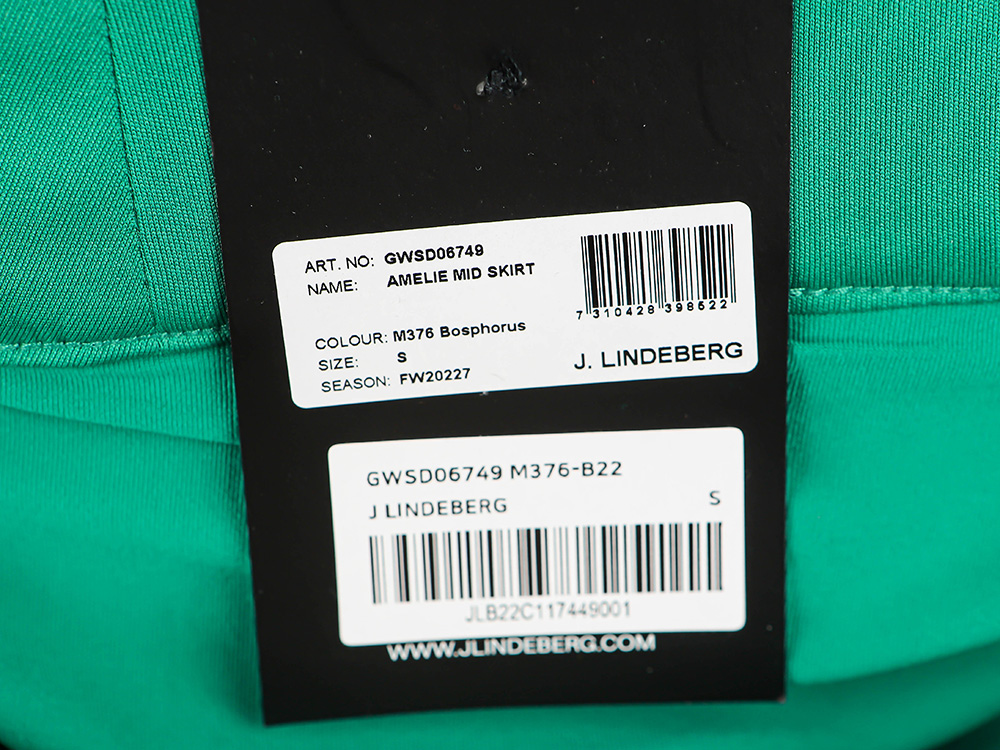 ART. NO: GWSD06749
NAME: AMELIE MID SKIRT
COLOUR: M376 Bosphorus
SIZE: S
SEASON: FW20227
7 310428 398522
J. LINDEBERG
GWSD06749 M376-B22
J LINDEBERG S
JLB22C117449001
WWW.JLINDEBERG.COM